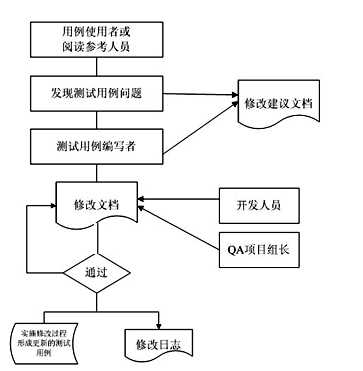 用例使用者或
阅读参考人员
发现测试用例问题
修改建议文档
测试用例编写者
修改文档
开发人员
QA项目组长
通过
实施修改过程
形成更新的测试
用例
修改日志